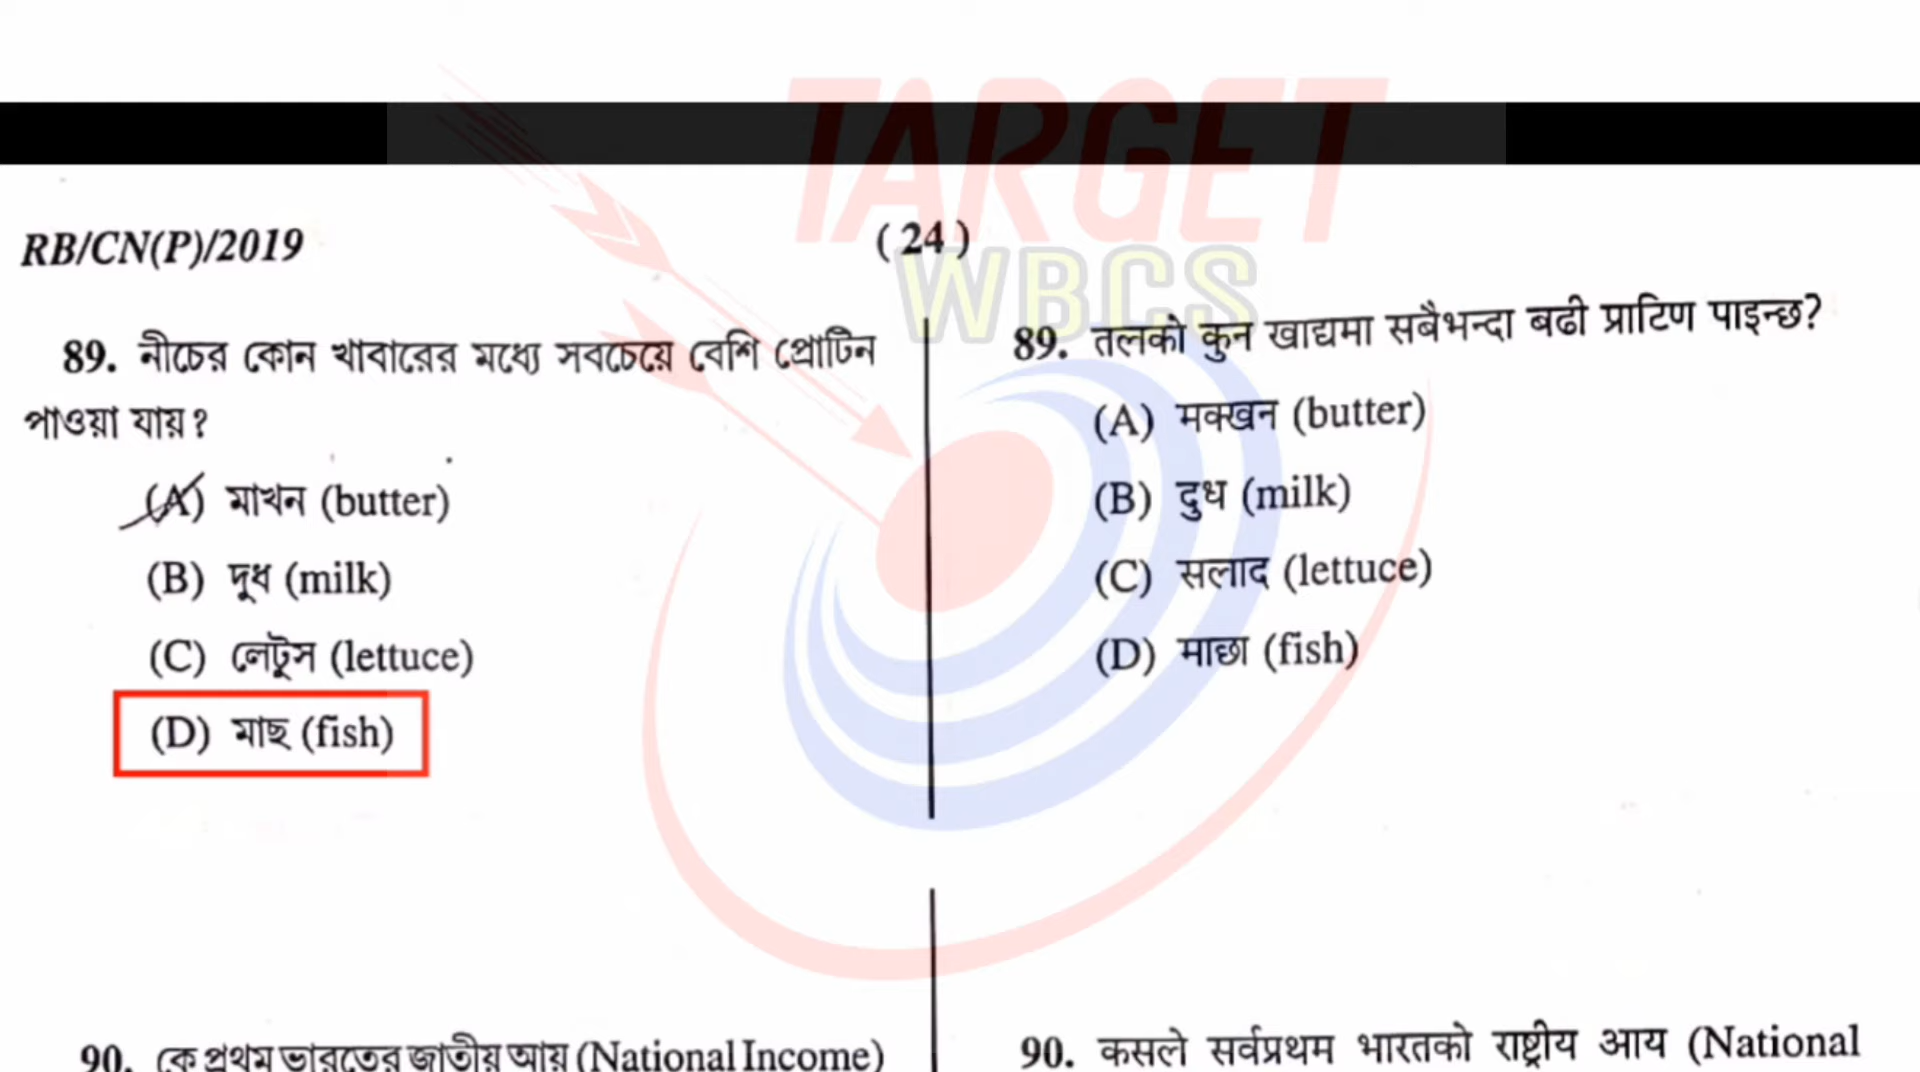 TARGET
WBCS
RB/CN(P)/2019
( 24 )
89. নীচের কোন খাবারের মধ্যে সবচেয়ে বেশি প্রোটিন
পাওয়া যায় ?
(A) মাখন (butter)
(B) দুধ (milk)
(C) লেটুস (lettuce)
(D) মাছ (fish)
90. কে প্রথম ভারতের জাতীয় আয় (National Income)
89. तलको कुन खाद्यमा सबैभन्दा बढी प्राटिण पाइन्छ?
(A) मक्खन (butter)
(B) दुध (milk)
(C) सलाद (lettuce)
(D) माछा (fish)
90. कसले सर्वप्रथम भारतको राष्ट्रीय आय (National